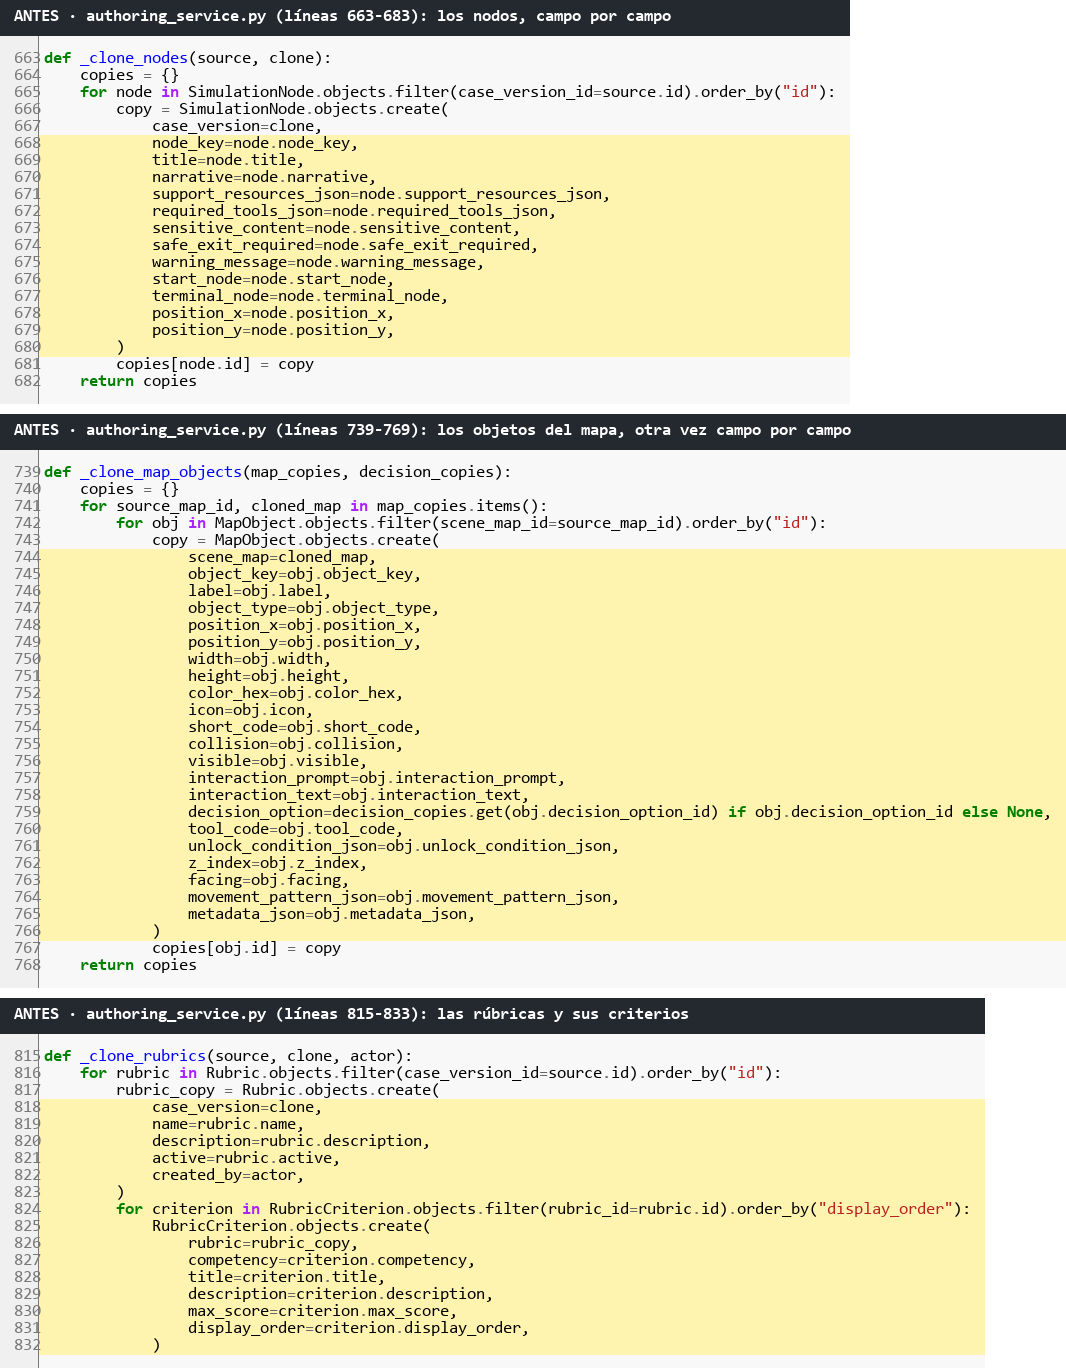 ANTES · authoring_service.py (líneas 663-683): los nodos, campo por campo
663 def _clone_nodes(source, clone):
664     copies = {}
665     for node in SimulationNode.objects.filter(case_version_id=source.id).order_by("id"):
666         copy = SimulationNode.objects.create(
667             case_version=clone,
668             node_key=node.node_key,
669             title=node.title,
670             narrative=node.narrative,
671             support_resources_json=node.support_resources_json,
672             required_tools_json=node.required_tools_json,
673             sensitive_content=node.sensitive_content,
674             safe_exit_required=node.safe_exit_required,
675             warning_message=node.warning_message,
676             start_node=node.start_node,
677             terminal_node=node.terminal_node,
678             position_x=node.position_x,
679             position_y=node.position_y,
680         )
681         copies[node.id] = copy
682     return copies
ANTES · authoring_service.py (líneas 739-769): los objetos del mapa, otra vez campo por campo
739 def _clone_map_objects(map_copies, decision_copies):
740     copies = {}
741     for source_map_id, cloned_map in map_copies.items():
742         for obj in MapObject.objects.filter(scene_map_id=source_map_id).order_by("id"):
743             copy = MapObject.objects.create(
744                 scene_map=cloned_map,
745                 object_key=obj.object_key,
746                 label=obj.label,
747                 object_type=obj.object_type,
748                 position_x=obj.position_x,
749                 position_y=obj.position_y,
750                 width=obj.width,
751                 height=obj.height,
752                 color_hex=obj.color_hex,
753                 icon=obj.icon,
754                 short_code=obj.short_code,
755                 collision=obj.collision,
756                 visible=obj.visible,
757                 interaction_prompt=obj.interaction_prompt,
758                 interaction_text=obj.interaction_text,
759                 decision_option=decision_copies.get(obj.decision_option_id) if obj.decision_option_id else None,
760                 tool_code=obj.tool_code,
761                 unlock_condition_json=obj.unlock_condition_json,
762                 z_index=obj.z_index,
763                 facing=obj.facing,
764                 movement_pattern_json=obj.movement_pattern_json,
765                 metadata_json=obj.metadata_json,
766             )
767             copies[obj.id] = copy
768     return copies
ANTES · authoring_service.py (líneas 815-833): las rúbricas y sus criterios
815 def _clone_rubrics(source, clone, actor):
816     for rubric in Rubric.objects.filter(case_version_id=source.id).order_by("id"):
817         rubric_copy = Rubric.objects.create(
818             case_version=clone,
819             name=rubric.name,
820             description=rubric.description,
821             active=rubric.active,
822             created_by=actor,
823         )
824         for criterion in RubricCriterion.objects.filter(rubric_id=rubric.id).order_by("display_order"):
825             RubricCriterion.objects.create(
826                 rubric=rubric_copy,
827                 competency=criterion.competency,
828                 title=criterion.title,
829                 description=criterion.description,
830                 max_score=criterion.max_score,
831                 display_order=criterion.display_order,
832             )